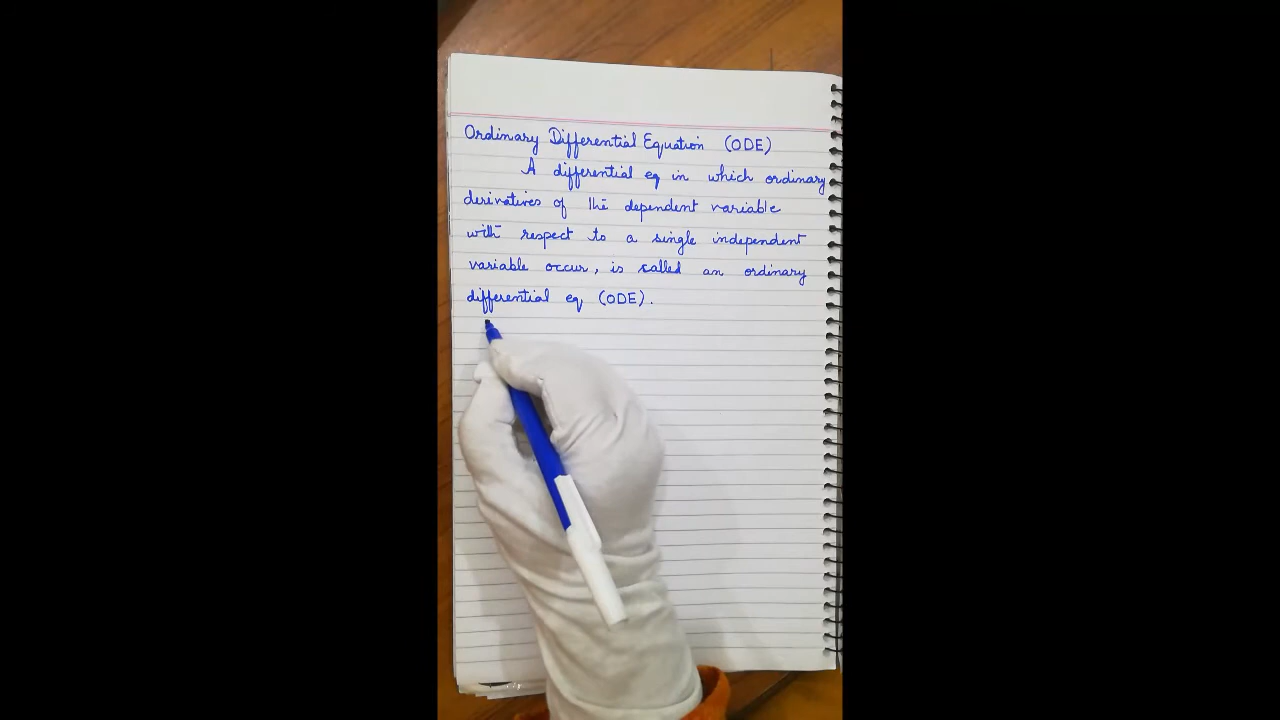 Ordinary Differential Equation (ODE)
A differential eq in which ordinary
derivatives of the dependent variable
with respect to a single independent
variable occur, is called an ordinary
differential eq (ODE).